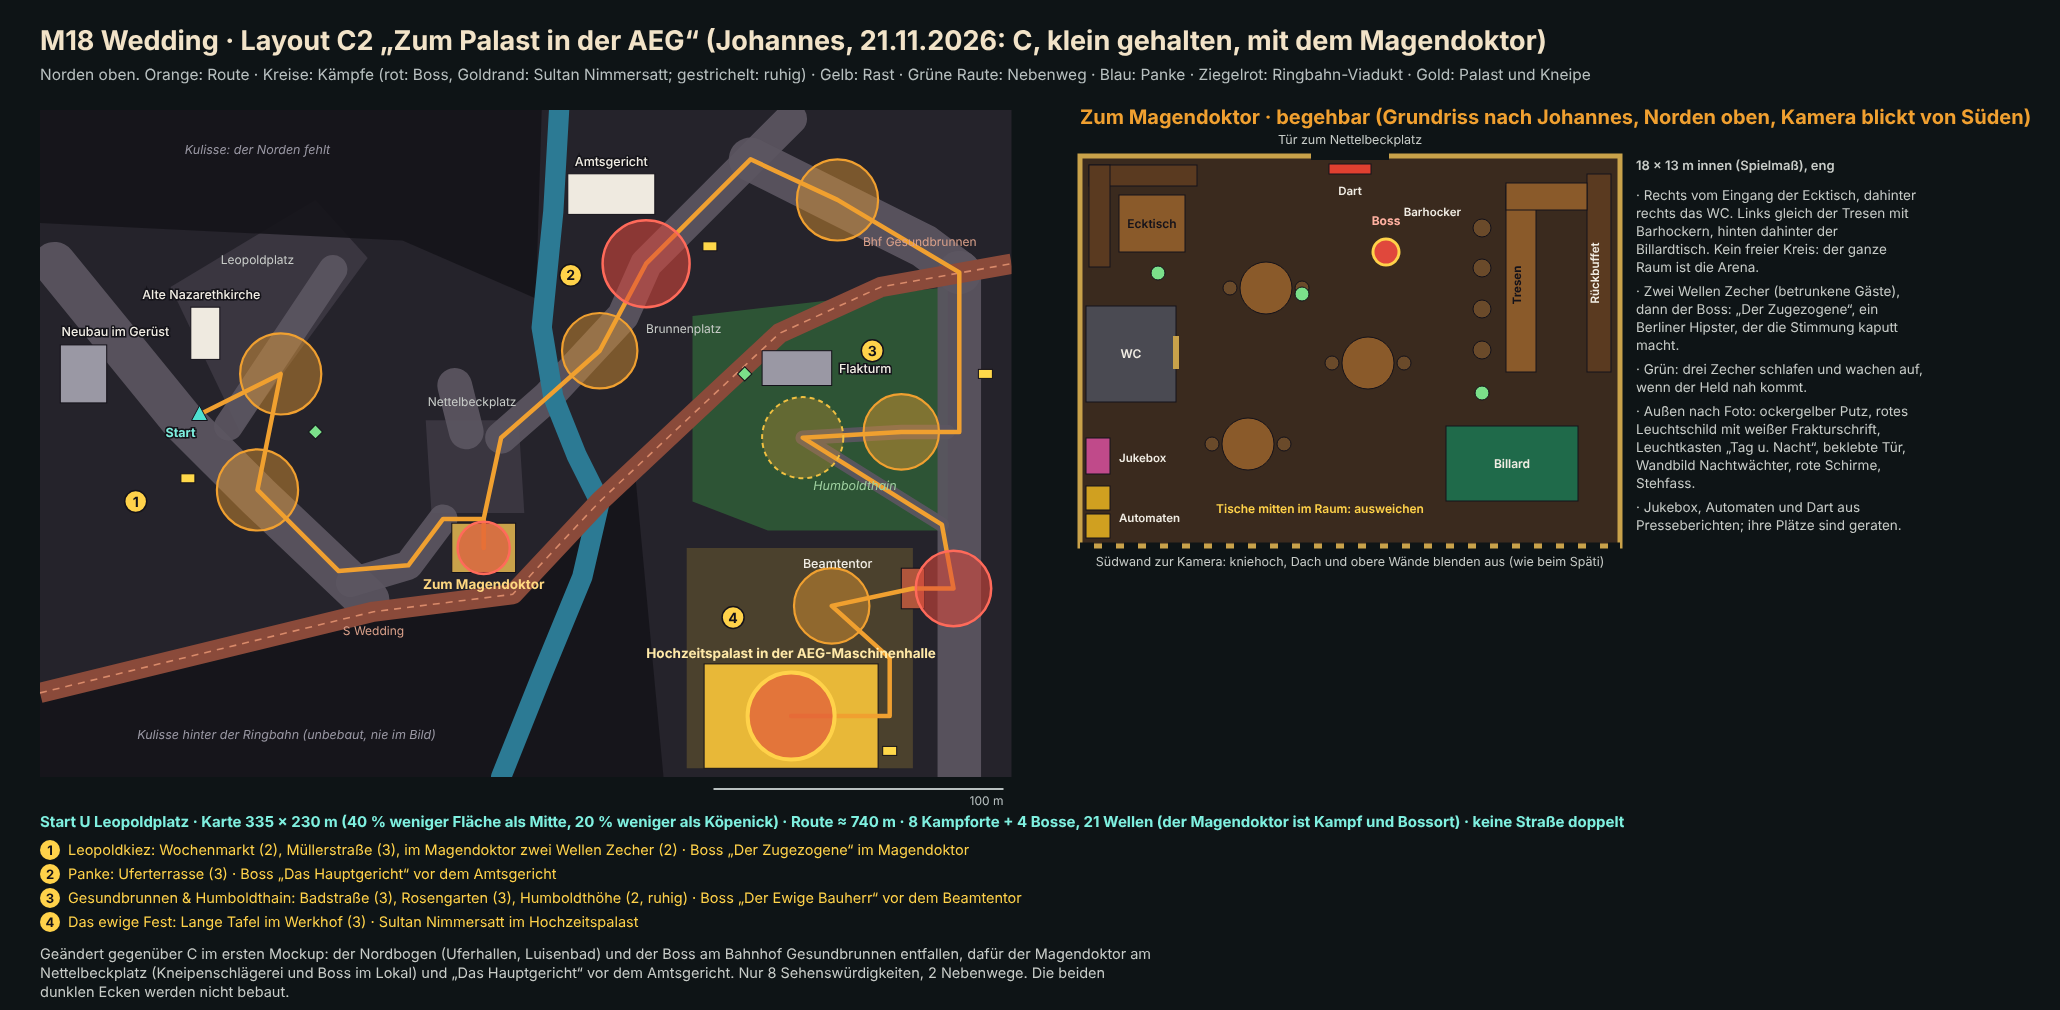 M18 Wedding · Layout C2 „Zum Palast in der AEG“ (Johannes, 21.11.2026: C, klein gehalten, mit dem Magendoktor)
Norden oben. Orange: Route · Kreise: Kämpfe (rot: Boss, Goldrand: Sultan Nimmersatt; gestrichelt: ruhig) · Gelb: Rast · Grüne Raute: Nebenweg · Blau: Panke · Ziegelrot: Ringbahn-Viadukt · Gold: Palast und Kneipe
Kulisse: der Norden fehlt
Amtsgericht
Leopoldplatz
Bhf Gesundbrunnen
2
Alte Nazarethkirche
Neubau im Gerüst
Brunnenplatz
3
Flakturm
Nettelbeckplatz
Start
Humboldthain
1
Beamtentor
Zum Magendoktor
4
S Wedding
Hochzeitspalast in der AEG-Maschinenhalle
Kulisse hinter der Ringbahn (unbebaut, nie im Bild)
100 m
Zum Magendoktor · begehbar (Grundriss nach Johannes, Norden oben, Kamera blickt von Süden)
Tür zum Nettelbeckplatz
Dart
Barhocker
Boss
Ecktisch
Tresen
Rückbuffet
WC
Jukebox
Billard
Automaten
Tische mitten im Raum: ausweichen
Südwand zur Kamera: kniehoch, Dach und obere Wände blenden aus (wie beim Späti)
18 × 13 m innen (Spielmaß), eng
· Rechts vom Eingang der Ecktisch, dahinter
rechts das WC. Links gleich der Tresen mit
Barhockern, hinten dahinter der
Billardtisch. Kein freier Kreis: der ganze
Raum ist die Arena.
· Zwei Wellen Zecher (betrunkene Gäste),
dann der Boss: „Der Zugezogene“, ein
Berliner Hipster, der die Stimmung kaputt
macht.
· Grün: drei Zecher schlafen und wachen auf,
wenn der Held nah kommt.
· Außen nach Foto: ockergelber Putz, rotes
Leuchtschild mit weißer Frakturschrift,
Leuchtkasten „Tag u. Nacht“, beklebte Tür,
Wandbild Nachtwächter, rote Schirme,
Stehfass.
· Jukebox, Automaten und Dart aus
Presseberichten; ihre Plätze sind geraten.
Start U Leopoldplatz · Karte 335 × 230 m (40 % weniger Fläche als Mitte, 20 % weniger als Köpenick) · Route ≈ 740 m · 8 Kampforte + 4 Bosse, 21 Wellen (der Magendoktor ist Kampf und Bossort) · keine Straße doppelt
1 Leopoldkiez: Wochenmarkt (2), Müllerstraße (3), im Magendoktor zwei Wellen Zecher (2) · Boss „Der Zugezogene“ im Magendoktor
2 Panke: Uferterrasse (3) · Boss „Das Hauptgericht“ vor dem Amtsgericht
3 Gesundbrunnen & Humboldthain: Badstraße (3), Rosengarten (3), Humboldthöhe (2, ruhig) · Boss „Der Ewige Bauherr“ vor dem Beamtentor
4 Das ewige Fest: Lange Tafel im Werkhof (3) · Sultan Nimmersatt im Hochzeitspalast
Geändert gegenüber C im ersten Mockup: der Nordbogen (Uferhallen, Luisenbad) und der Boss am Bahnhof Gesundbrunnen entfallen, dafür der Magendoktor am
Nettelbeckplatz (Kneipenschlägerei und Boss im Lokal) und „Das Hauptgericht“ vor dem Amtsgericht. Nur 8 Sehenswürdigkeiten, 2 Nebenwege. Die beiden
dunklen Ecken werden nicht bebaut.